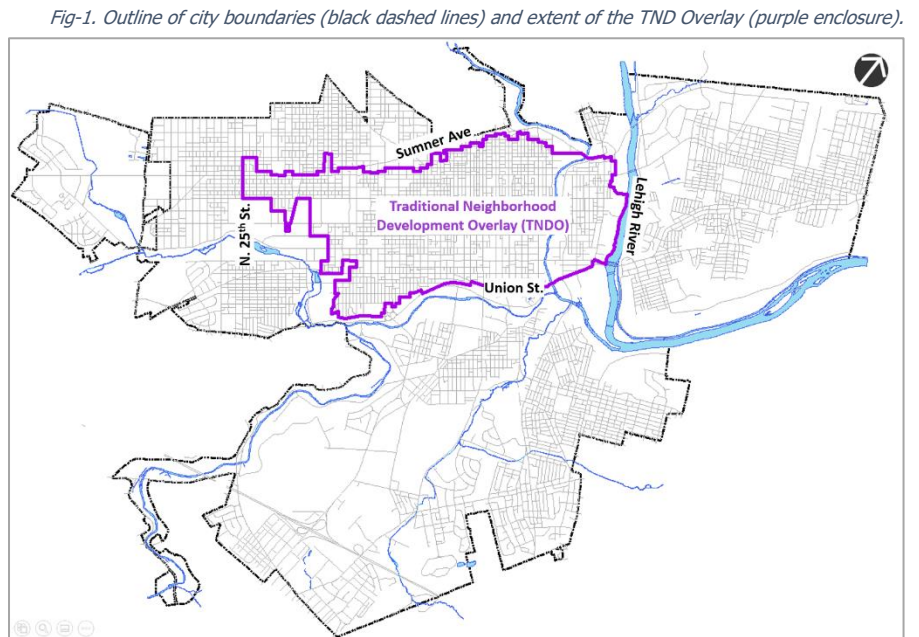 Fig-1. Outline of city boundaries (black dashed lines) and extent of the TND Overlay (purple enclosure).
Sumner Ave
N. 25th St.
Traditional Neighborhood
Development Overlay (TNDO)
Lehigh River
Union St.